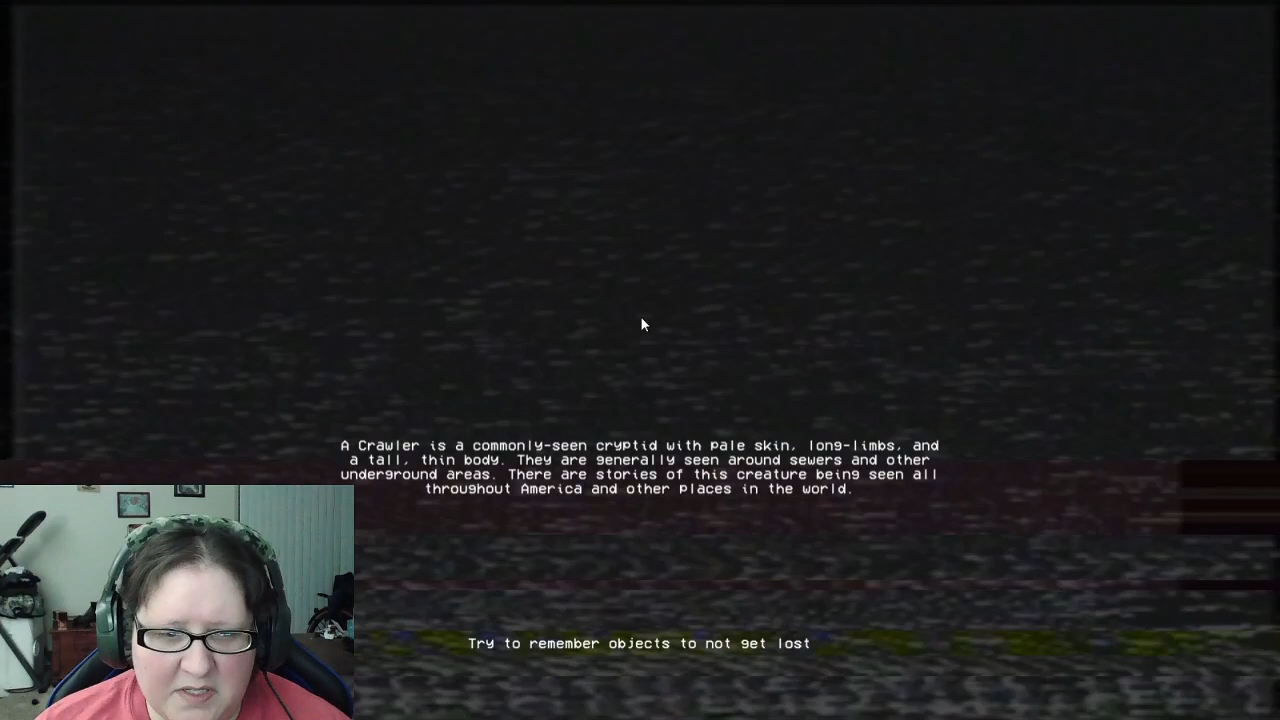 A Crawler is a commonly-seen cryptid with pale skin, long-limbs, and
a tall, thin body. They are generally seen around sewers and other
underground areas. There are stories of this creature being seen all
throughout America and other places in the world.
Try to remember objects to not get lost